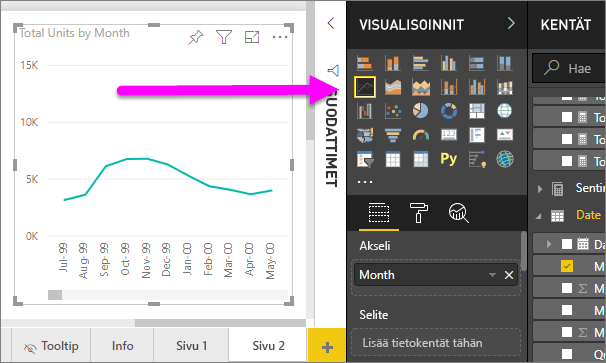 Total Units by Month
15K
10K
5K
0K
Jul-99
Aug-99
Sep-99
Oct-99
Nov-99
Dec-99
Jan-00
Feb-00
Mar-00
Apr-00
May-00
Tooltip
Info
Sivu 1
Sivu 2
+
SUODATTIMET
VISUALISOINNIT
Py
Akseli
Month
Selite
Lisää tietokentät tähän
KENTÄT
Hae
To
To
To
To
Sentin
Date
Da
M
Σ M
M
Σ M
Qu